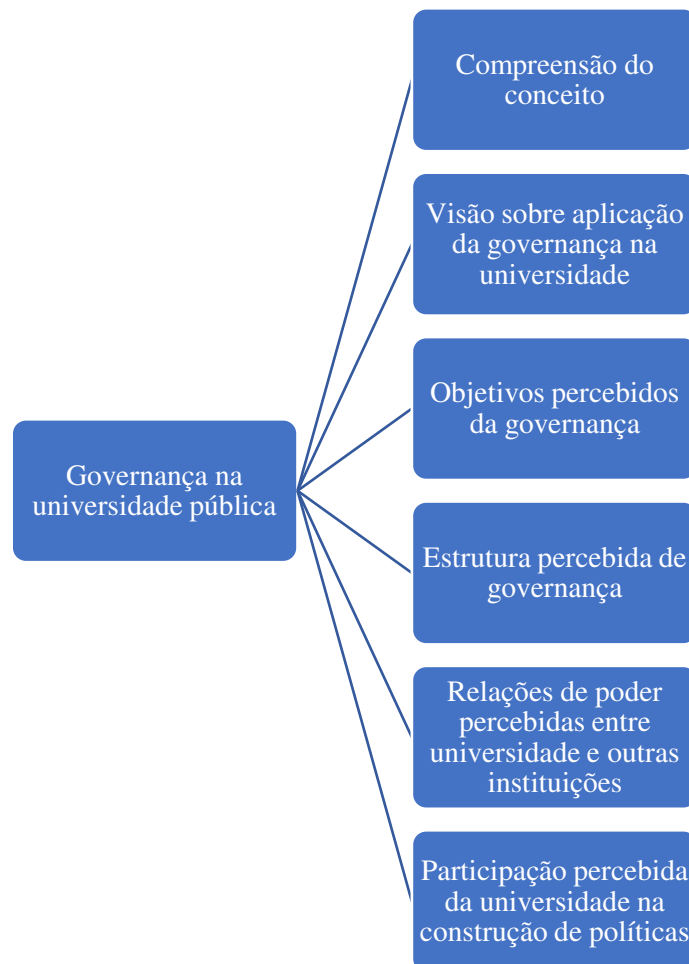 Compreensão do
conceito
Visão sobre aplicação
da governança na
universidade
Objetivos percebidos
da governança
Governança na
universidade pública
Estrutura percebida de
governança
Relações de poder
percebidas entre
universidade e outras
instituições
Participação percebida
da universidade na
construção de políticas